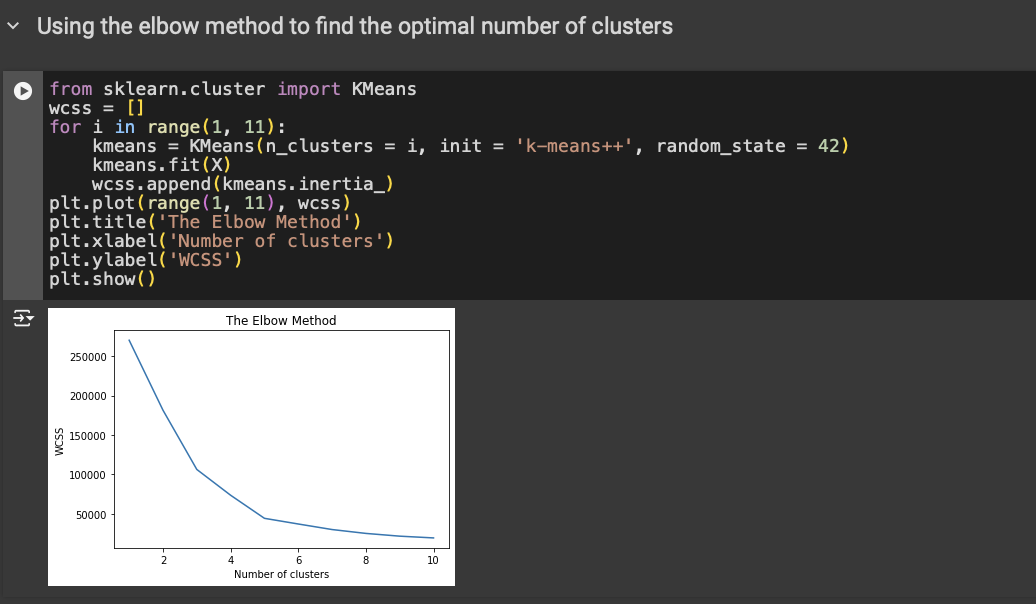 Using the elbow method to find the optimal number of clusters
from sklearn.cluster import KMeans
wcss = []
for i in range(1, 11):
    kmeans = KMeans(n_clusters = i, init = 'k-means++', random_state = 42)
    kmeans.fit(X)
    wcss.append(kmeans.inertia_)
plt.plot(range(1, 11), wcss)
plt.title('The Elbow Method')
plt.xlabel('Number of clusters')
plt.ylabel('WCSS')
plt.show()
The Elbow Method
250000
200000
150000
100000
50000
WCSS
2 4 6 8 10
Number of clusters